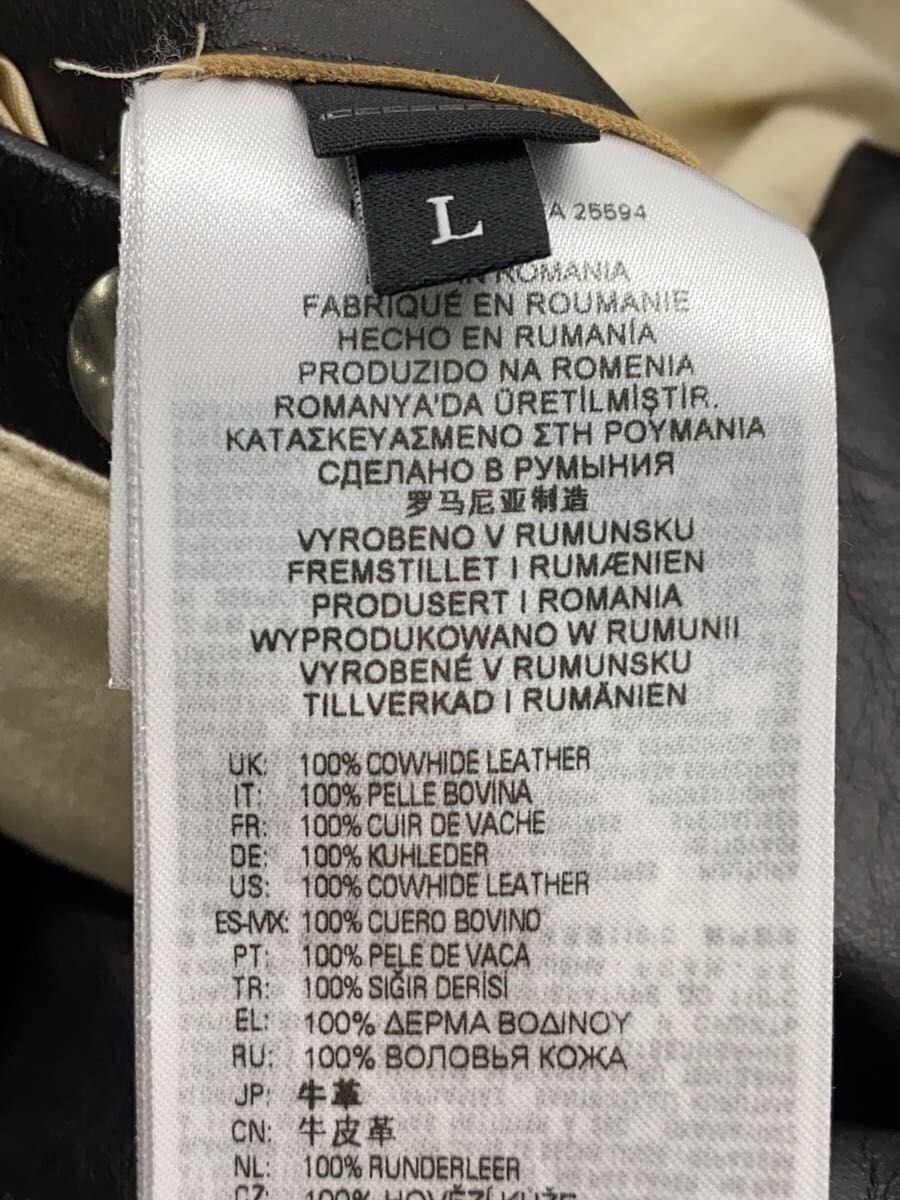 L
A 25594
ROMANIA
FABRIQUÉ EN ROUMANIE
HECHO EN RUMANÍA
PRODUZIDO NA ROMENIA
ROMANYA'DA ÜRETİLMİŞTİR.
ΚΑΤΑΣΚΕΥΑΣΜΕΝΟ ΣΤΗ ΡΟΥΜΑΝΙΑ
СДЕЛАНО В РУМЫНИЯ
罗马尼亚制造
VYROBENO V RUMUNSKU
FREMSTILLET I RUMÆNIEN
PRODUSERT I ROMANIA
WYPRODUKOWANO W RUMUNII
VYROBENÉ V RUMUNSKU
TILLVERKAD I RUMÄNIEN
UK: 100% COWHIDE LEATHER
IT: 100% PELLE BOVINA
FR: 100% CUIR DE VACHE
DE: 100% KUHLEDER
US: 100% COWHIDE LEATHER
ES-MX: 100% CUERO BOVINO
PT: 100% PELE DE VACA
TR: 100% SIĞIR DERİSİ
EL: 100% ΔΕΡΜΑ ΒΟΔΙΝΟΥ
RU: 100% ВОЛОВЬЯ КОЖА
JP: 牛革
CN: 牛皮革
NL: 100% RUNDERLEER
CZ: 100% HOVĚZÍ KŮŽE